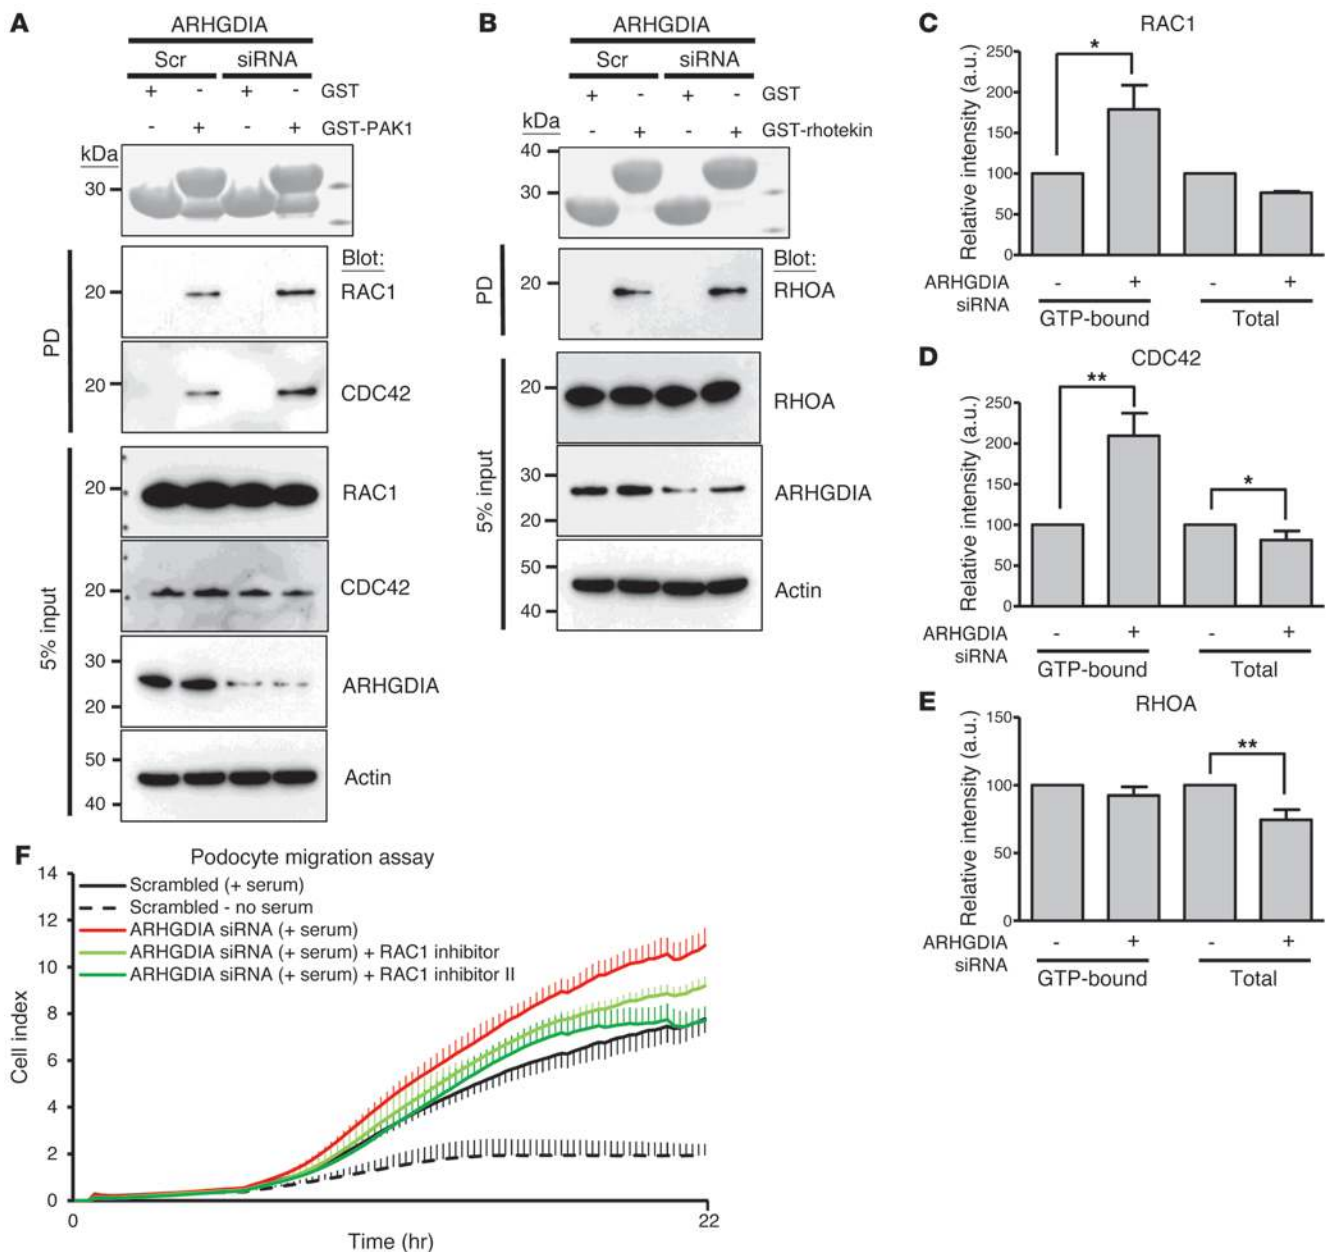 A
ARHGDIA
Scr siRNA
+ - + - GST
- + - + GST-PAK1
kDa
30
PD
Blot:
20 RAC1
20 CDC42
5% input
20 RAC1
20 CDC42
30
20
ARHGDIA
50
40
Actin
B
ARHGDIA
Scr siRNA
+ - + - GST
kDa - + - + GST-rhotekin
40
30
PD
Blot:
20 RHOA
5% input
20 RHOA
30
20
ARHGDIA
50
40
Actin
C
RAC1
Relative intensity (a.u.)
250
200
150
100
50
0
*
ARHGDIA siRNA
- + - +
GTP-bound Total
D
CDC42
Relative intensity (a.u.)
250
200
150
100
50
0
**
*
ARHGDIA siRNA
- + - +
GTP-bound Total
E
RHOA
Relative intensity (a.u.)
150
100
50
0
**
ARHGDIA siRNA
- + - +
GTP-bound Total
F
Podocyte migration assay
Scrambled (+ serum)
Scrambled - no serum
ARHGDIA siRNA (+ serum)
ARHGDIA siRNA (+ serum) + RAC1 inhibitor
ARHGDIA siRNA (+ serum) + RAC1 inhibitor II
Cell index
14
12
10
8
6
4
2
0
0 22
Time (hr)